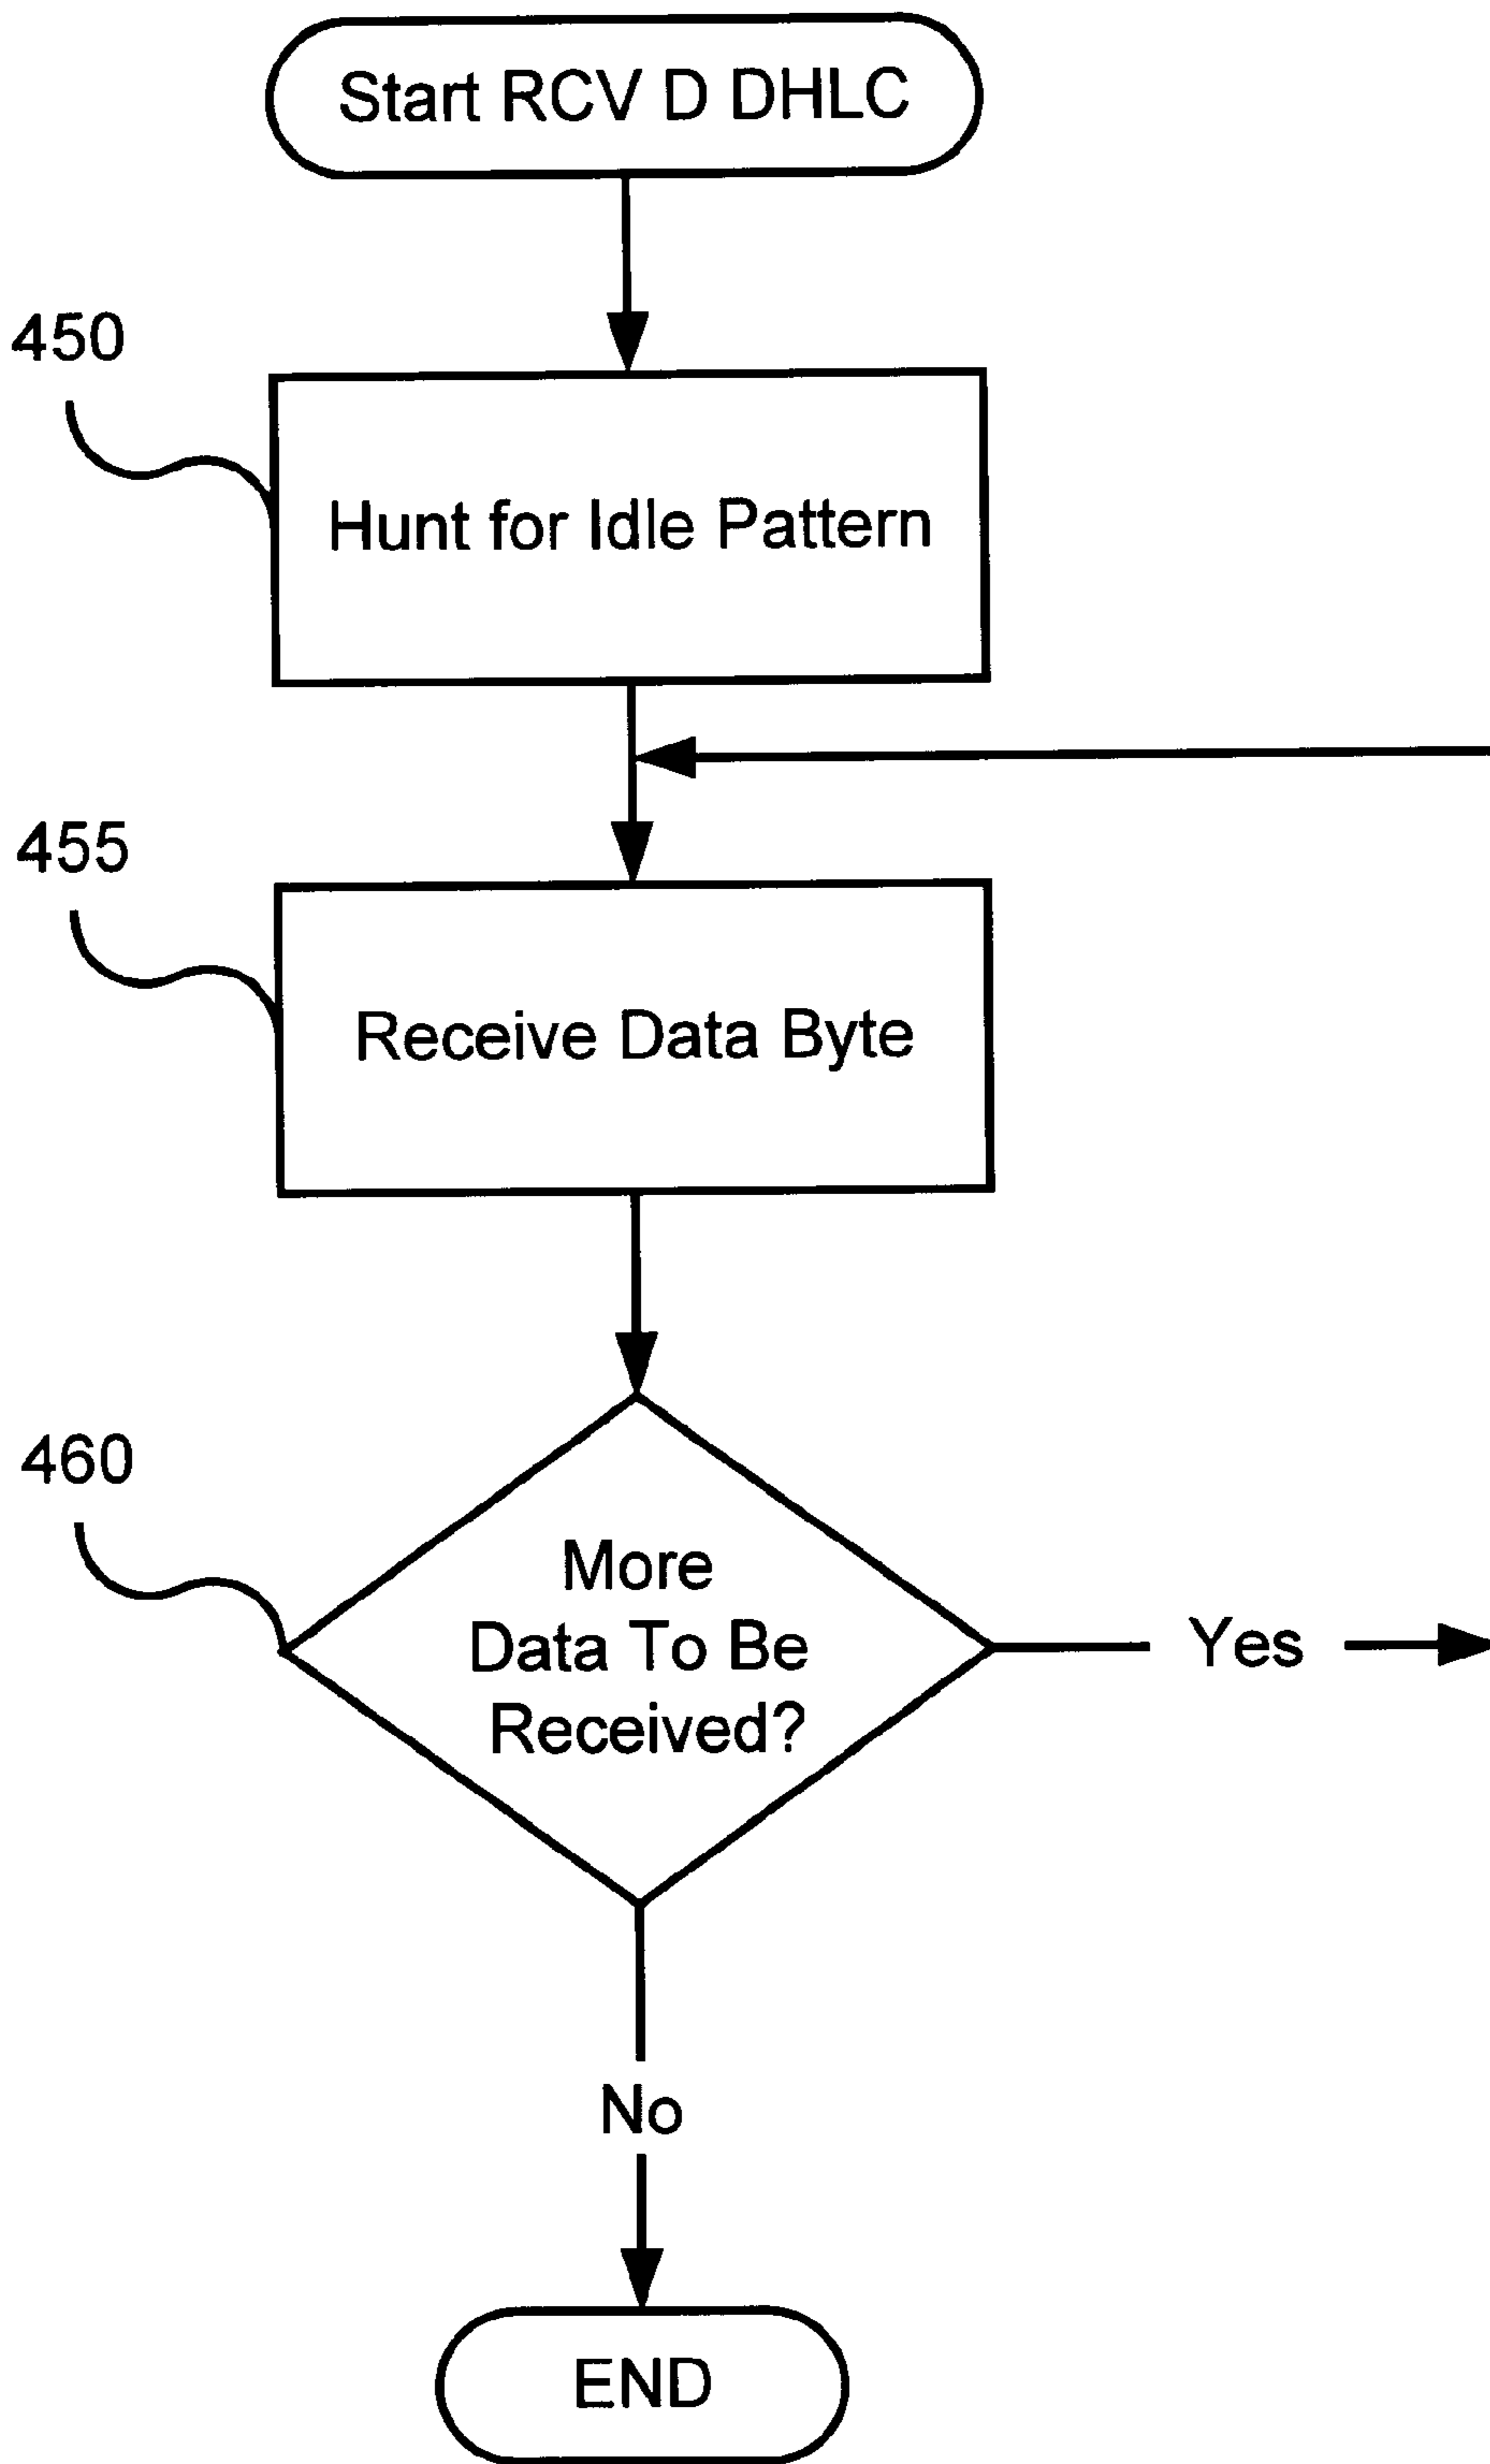 Start RCV D DHLC
450
Hunt for Idle Pattern
455
Receive Data Byte
460
More
Data To Be
Received?
Yes
No
END